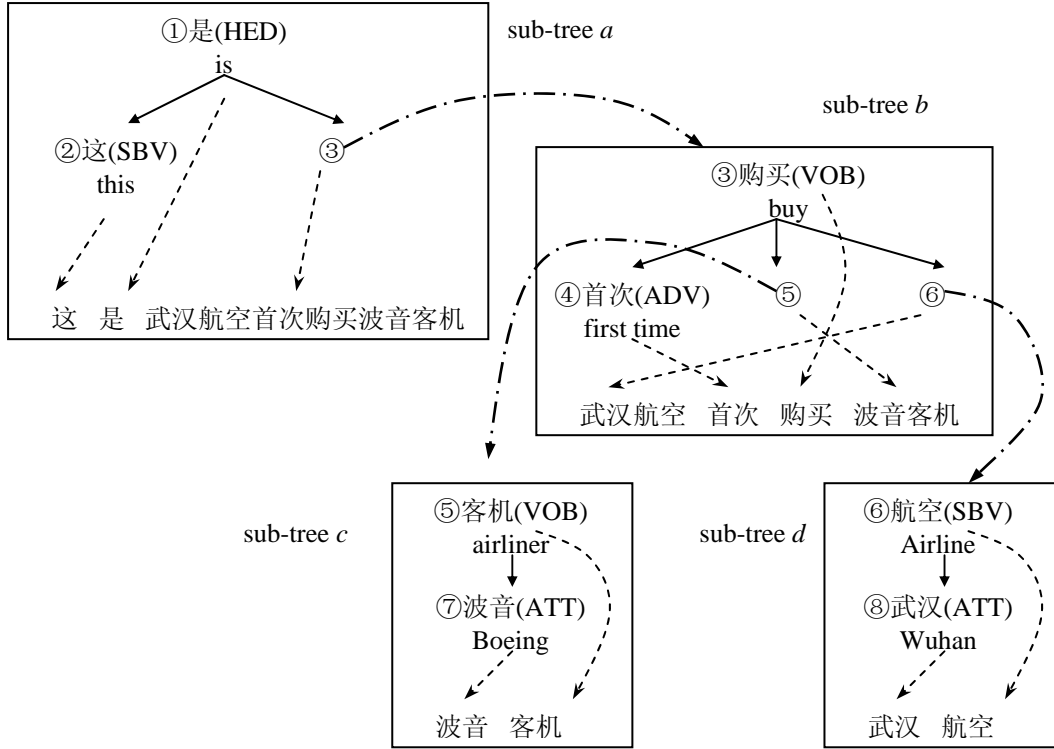 ①是(HED)
is
sub-tree a
②这(SBV)
this
③
这 是 武汉航空首次购买波音客机
sub-tree b
③购买(VOB)
buy
④首次(ADV)
first time
⑤
⑥
武汉航空 首次 购买 波音客机
sub-tree c
⑤客机(VOB)
airliner
⑦波音(ATT)
Boeing
波音 客机
sub-tree d
⑥航空(SBV)
Airline
⑧武汉(ATT)
Wuhan
武汉 航空